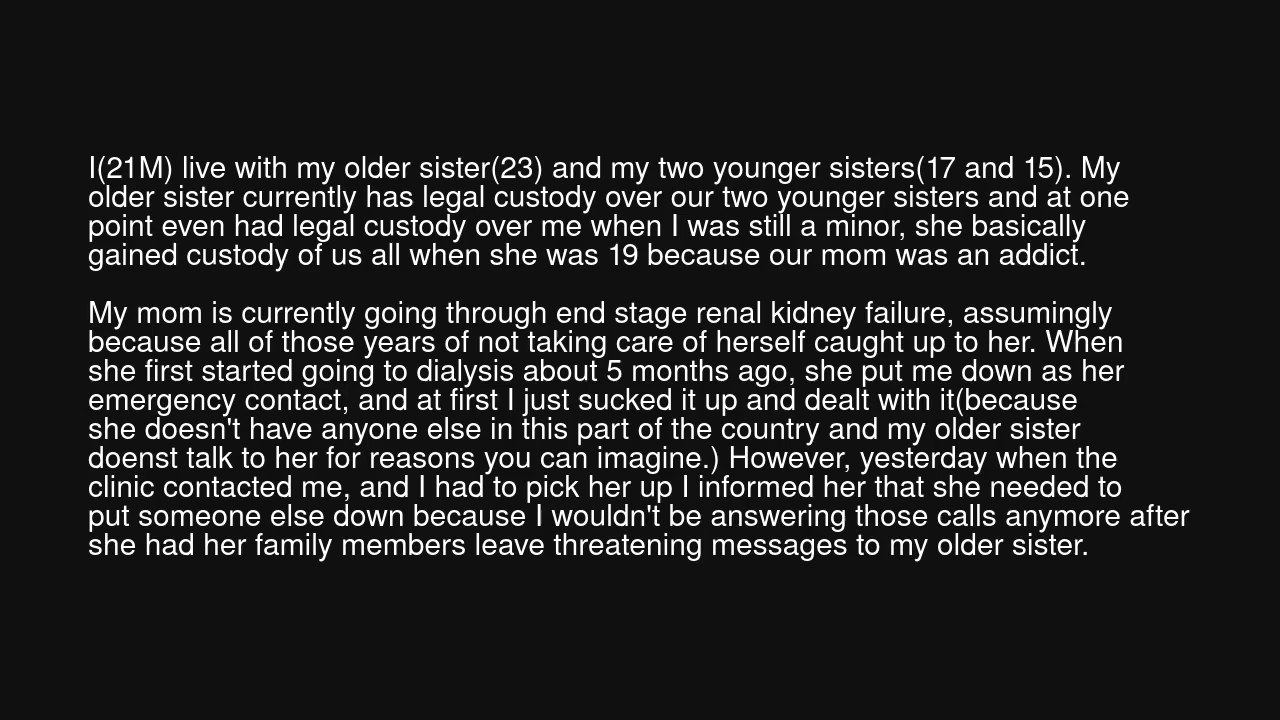 I(21M) live with my older sister(23) and my two younger sisters(17 and 15). My
older sister currently has legal custody over our two younger sisters and at one
point even had legal custody over me when I was still a minor, she basically
gained custody of us all when she was 19 because our mom was an addict.
My mom is currently going through end stage renal kidney failure, assumingly
because all of those years of not taking care of herself caught up to her. When
she first started going to dialysis about 5 months ago, she put me down as her
emergency contact, and at first I just sucked it up and dealt with it(because
she doesn't have anyone else in this part of the country and my older sister
doenst talk to her for reasons you can imagine.) However, yesterday when the
clinic contacted me, and I had to pick her up I informed her that she needed to
put someone else down because I wouldn't be answering those calls anymore after
she had her family members leave threatening messages to my older sister.